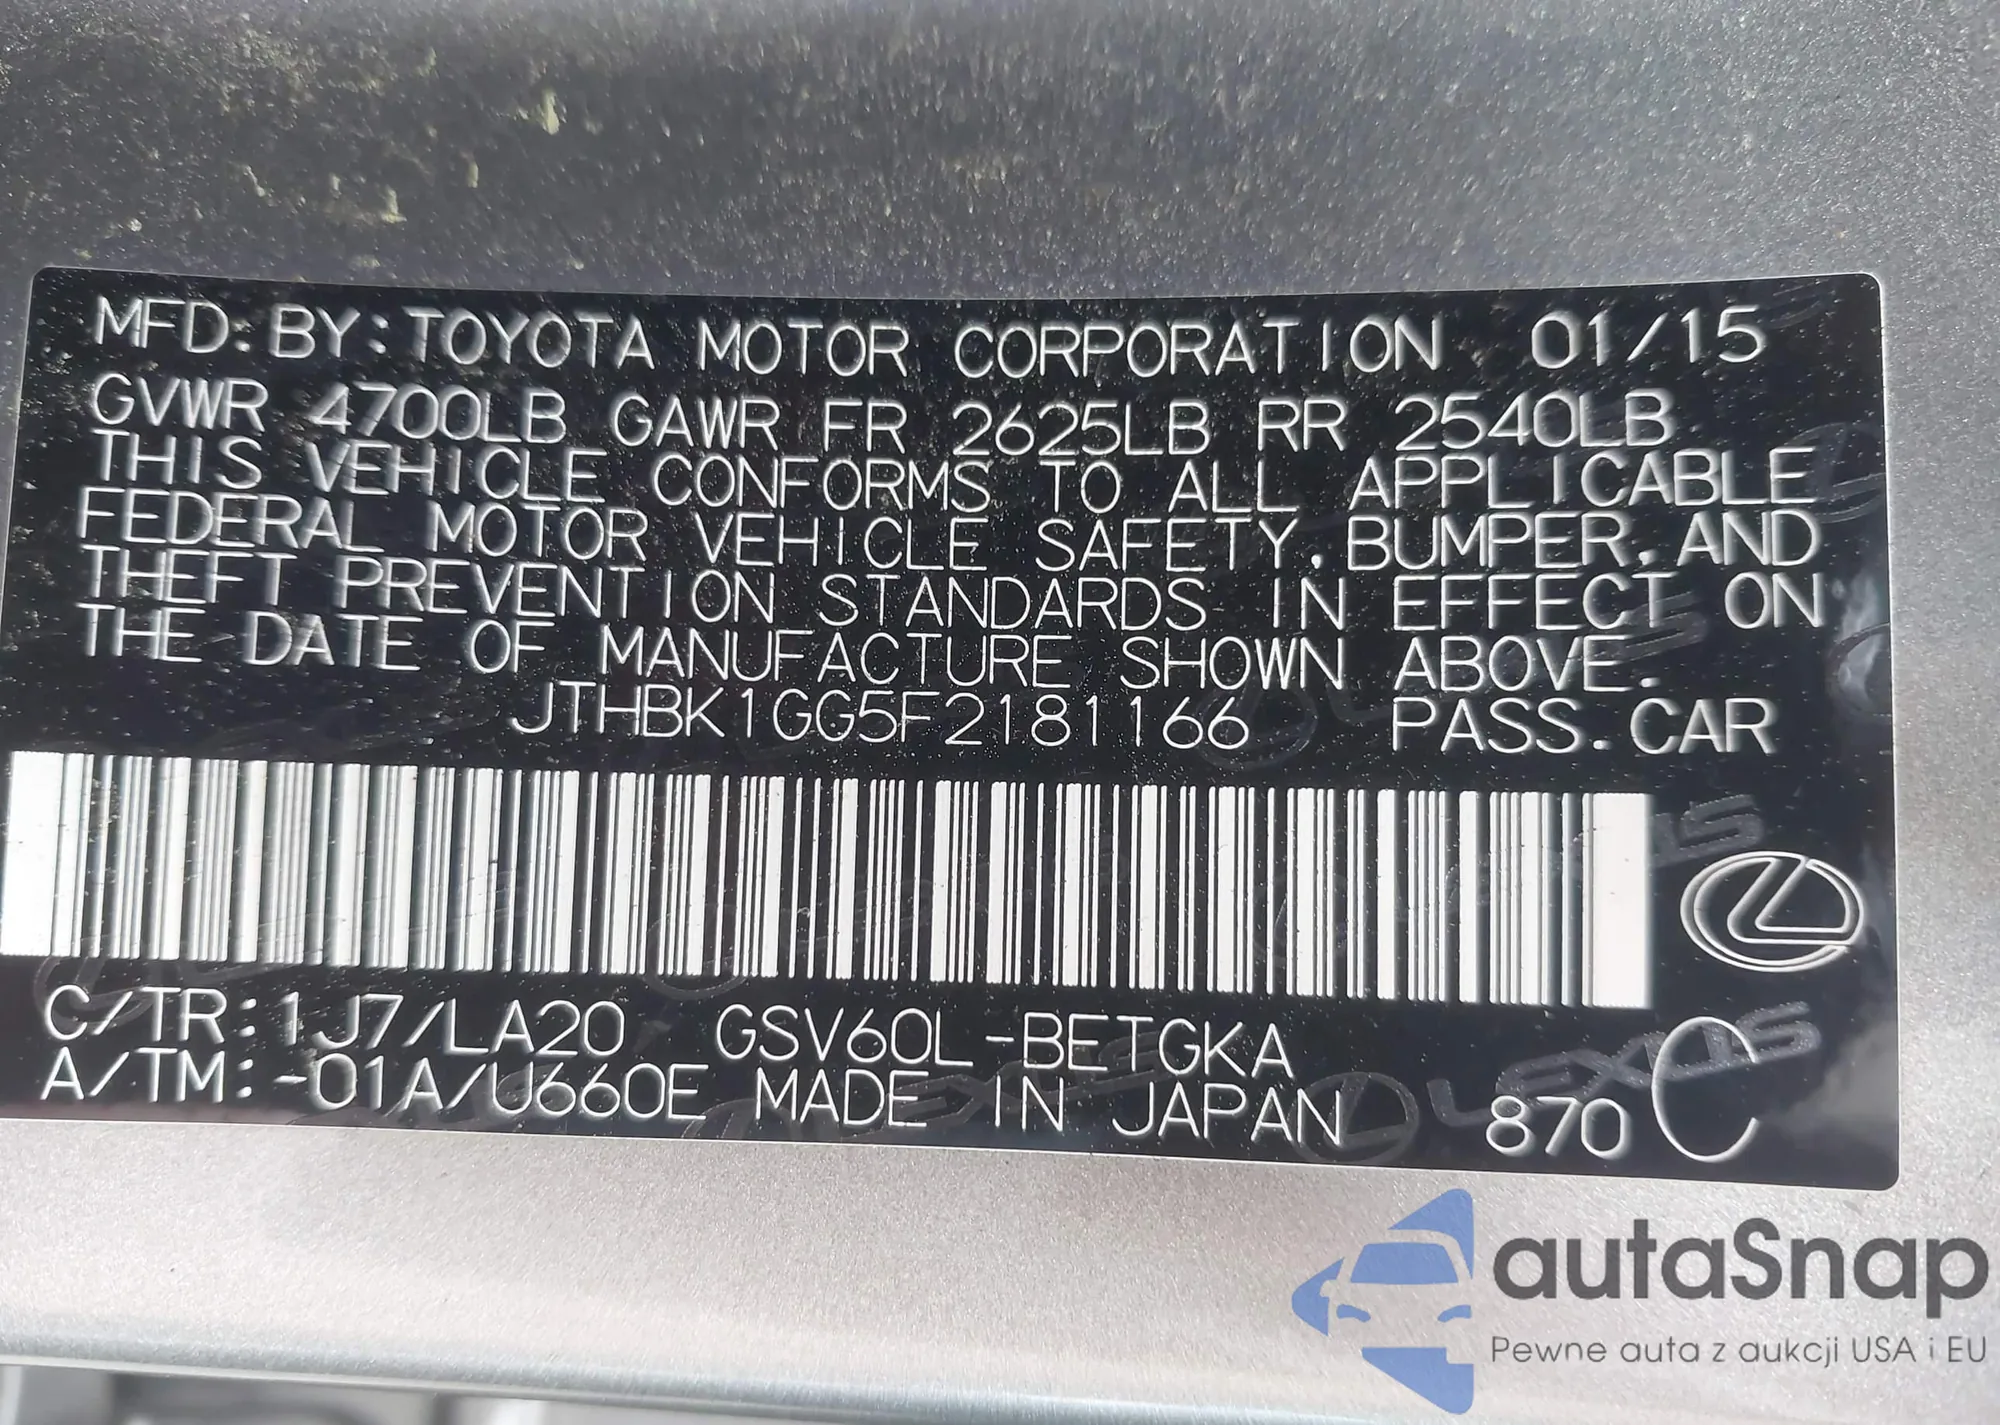 MFD. BY: TOYOTA MOTOR CORPORATION 01/15
GVWR 4700LB GAWR FR 2625LB RR 2540LB
THIS VEHICLE CONFORMS TO ALL APPLICABLE
FEDERAL MOTOR VEHICLE SAFETY, BUMPER, AND
THEFT PREVENTION STANDARDS IN EFFECT ON
THE DATE OF MANUFACTURE SHOWN ABOVE.
JTHBK1GG5F2181166 PASS. CAR
C/TR: 1J7/LA20 GSV60L-BETGKA
A/TM: -01A/U660E MADE IN JAPAN 870 C
LEXUS
autaSnap
Pewne auta z aukcji USA i EU